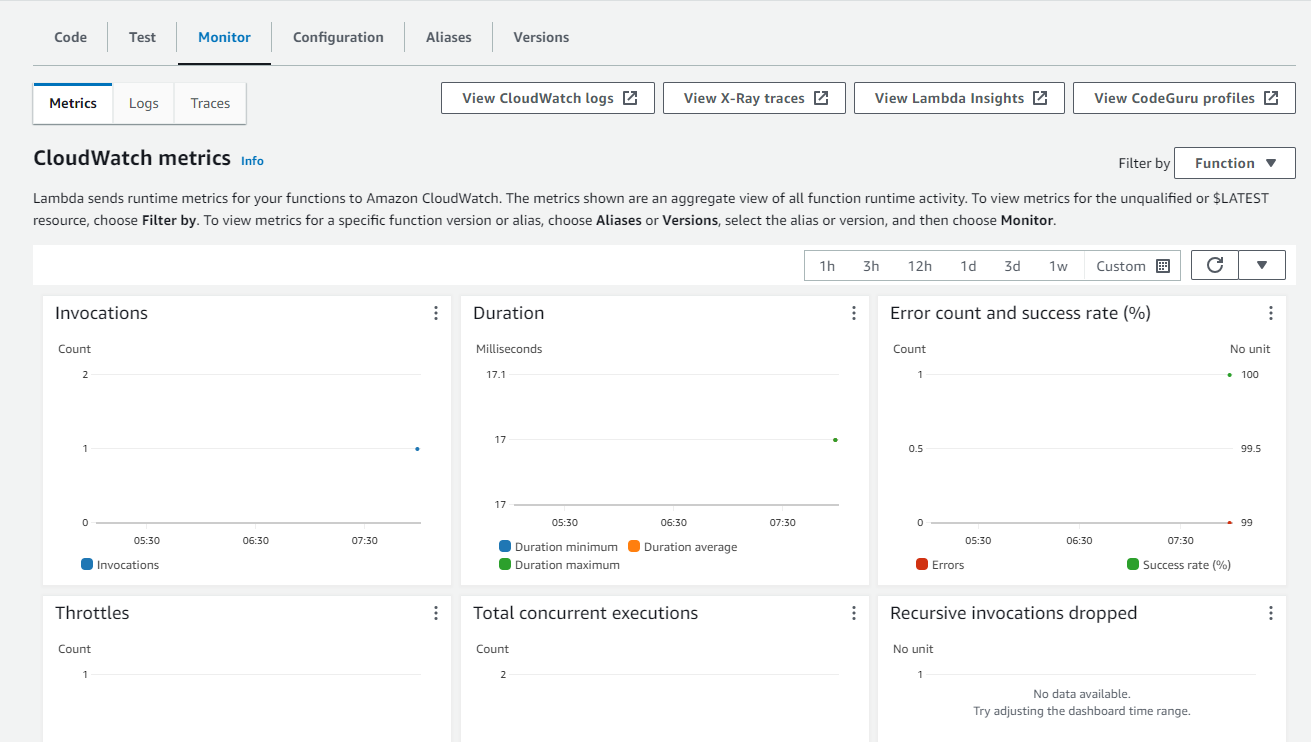 Code Test Monitor Configuration Aliases Versions
Metrics Logs Traces View CloudWatch logs View X-Ray traces View Lambda Insights View CodeGuru profiles
CloudWatch metrics Info
Filter by Function
Lambda sends runtime metrics for your functions to Amazon CloudWatch. The metrics shown are an aggregate view of all function runtime activity. To view metrics for the unqualified or $LATEST
resource, choose Filter by. To view metrics for a specific function version or alias, choose Aliases or Versions, select the alias or version, and then choose Monitor.
1h 3h 12h 1d 3d 1w Custom
Invocations
Count
2
1
0
05:30 06:30 07:30
Invocations
Duration
Milliseconds
17.1
17
17
05:30 06:30 07:30
Duration minimum Duration average
Duration maximum
Error count and success rate (%)
Count No unit
1 100
0.5 99.5
0 99
05:30 06:30 07:30
Errors Success rate (%)
Throttles
Count
1
Total concurrent executions
Count
2
Recursive invocations dropped
No unit
1
No data available.
Try adjusting the dashboard time range.